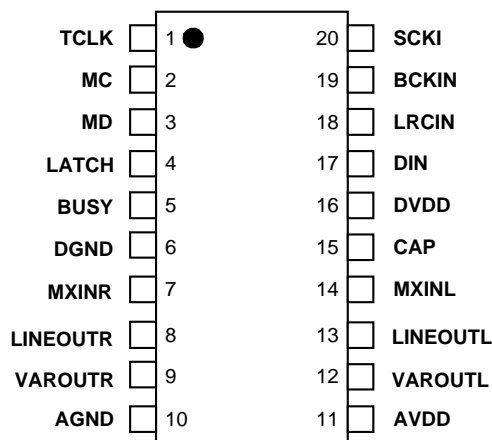 TCLK 1 20 SCKI
MC 2 19 BCKIN
MD 3 18 LRCIN
LATCH 4 17 DIN
BUSY 5 16 DVDD
DGND 6 15 CAP
MXINR 7 14 MXINL
LINEOUTR 8 13 LINEOUTL
VAROUTR 9 12 VAROUTL
AGND 10 11 AVDD